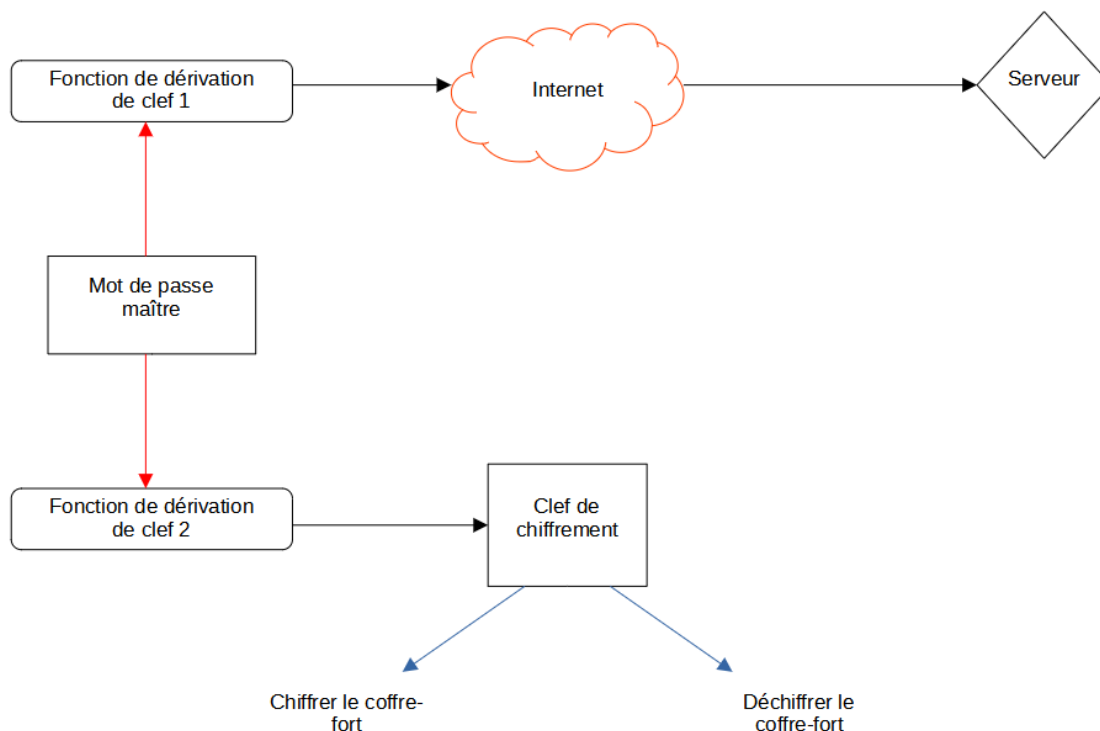 Fonction de dérivation
de clef 1
Internet
Serveur
Mot de passe
maître
Fonction de dérivation
de clef 2
Clef de
chiffrement
Chiffrer le coffre-
fort
Déchiffrer le
coffre-fort